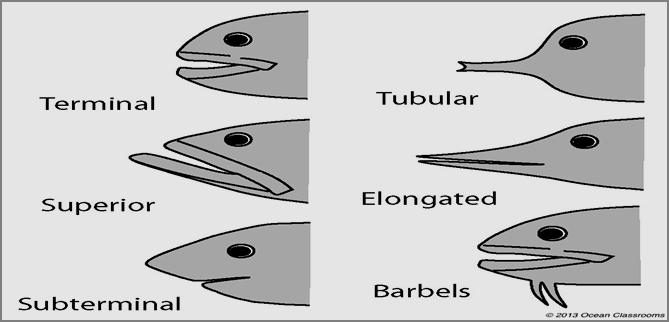 Terminal
Tubular
Superior
Elongated
Subterminal
Barbels
© 2013 Ocean Classrooms